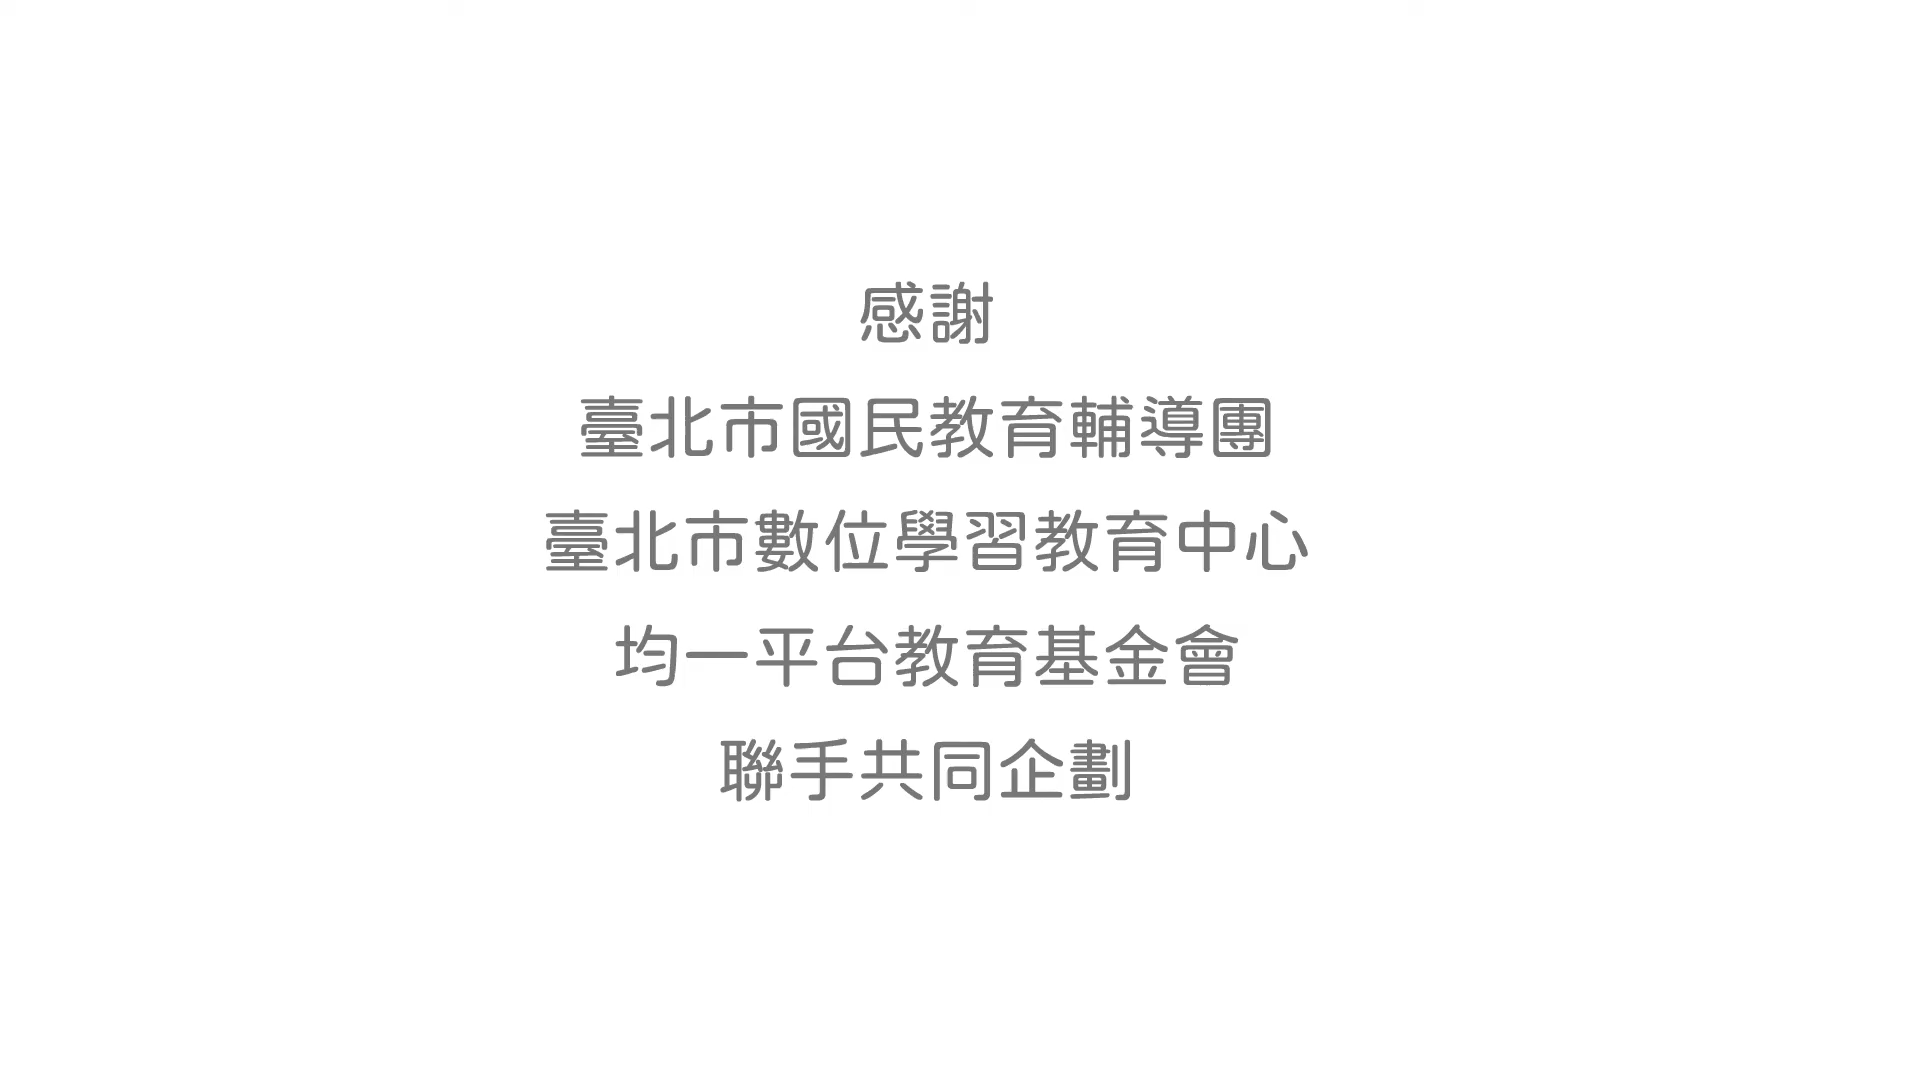 感謝
臺北市國民教育輔導團
臺北市數位學習教育中心
均一平台教育基金會
聯手共同企劃